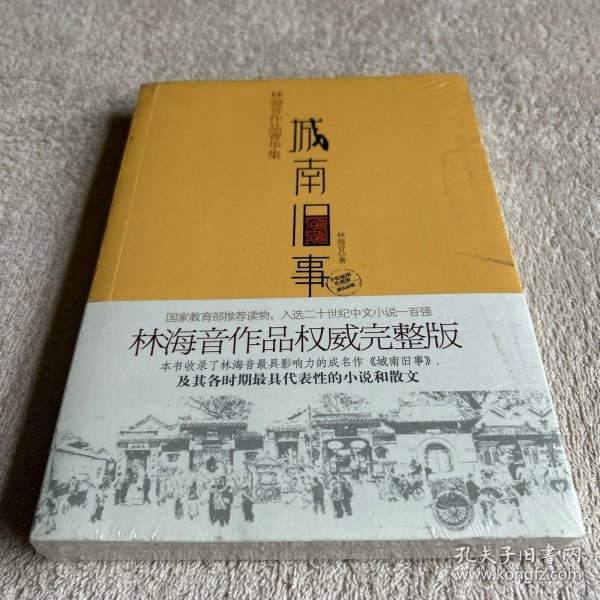 林海音作品菁华集
城南旧事
林海音◎著
国家教育部推荐读物，入选二十世纪中文小说一百强
林海音作品权威完整版
本书收录了林海音最具影响力的成名作《城南旧事》、
及其各时期最具代表性的小说和散文
孔夫子旧书网
www.kongfz.com